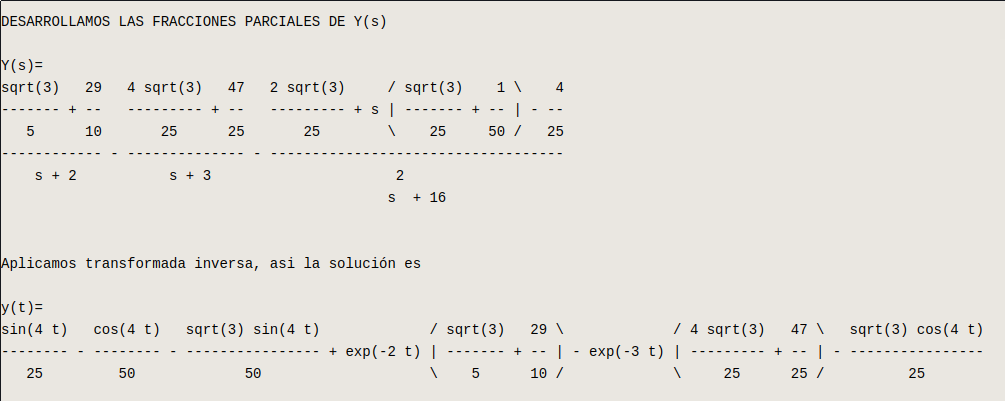 DESARROLLAMOS LAS FRACCIONES PARCIALES DE Y(s)
Y(s)=
sqrt(3)   29   4 sqrt(3)   47   2 sqrt(3)     / sqrt(3)    1 \    4
------- + --   --------- + --   --------- + s | ------- + -- | - --
   5      10       25      25       25        \    25     50 /   25
------------ - -------------- - -----------------------------------
    s + 2           s + 3                      2
                                              s  + 16
Aplicamos transformada inversa, asi la solución es
y(t)=
sin(4 t)   cos(4 t)   sqrt(3) sin(4 t)             / sqrt(3)   29 \             / 4 sqrt(3)   47 \   sqrt(3) cos(4 t)
-------- - -------- - ---------------- + exp(-2 t) | ------- + -- | - exp(-3 t) | --------- + -- | - ----------------
   25         50             50                    \    5      10 /             \     25      25 /          25